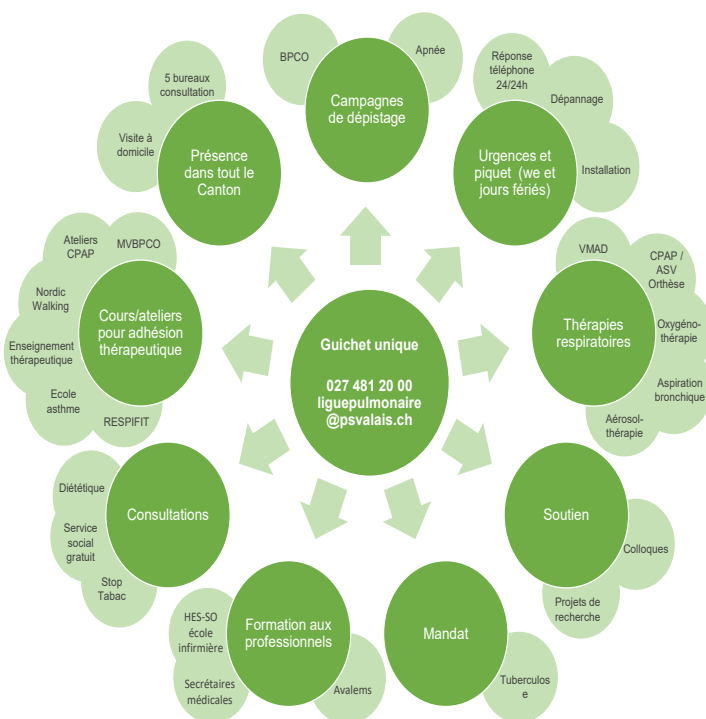 BPCO
Apnée
Campagnes
de dépistage
Réponse
téléphone
24/24h
Dépannage
Installation
Urgences et
piquet (we et
jours fériés)
5 bureaux
consultation
Visite à
domicile
Présence
dans tout le
Canton
VMAD
CPAP /
ASV
Orthèse
Oxygéno-
thérapie
Aspiration
bronchique
Aérosol-
thérapie
Thérapies
respiratoires
Ateliers
CPAP
MVBPCO
Nordic
Walking
Enseignement
thérapeutique
Ecole
asthme
RESPIFIT
Cours/ateliers
pour adhésion
thérapeutique
Guichet unique
027 481 20 00
liguepulmonaire
@psvalais.ch
Diététique
Service
social
gratuit
Stop
Tabac
Consultations
Soutien
Colloques
Projets de
recherche
HES-SO
école
infirmière
Secrétaires
médicales
Avalems
Formation aux
professionnels
Mandat
Tuberculos
e